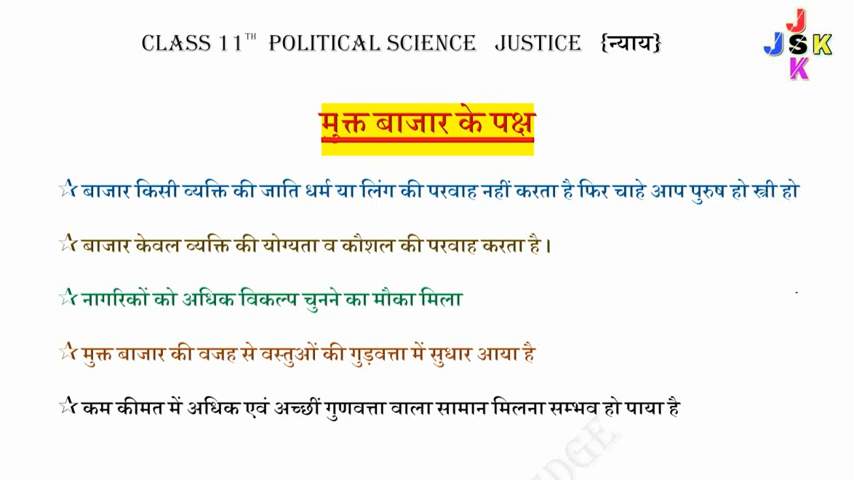 CLASS 11TH POLITICAL SCIENCE JUSTICE {न्याय}
J
JSK
K
मुक्त बाजार के पक्ष
☆ बाजार किसी व्यक्ति की जाति धर्म या लिंग की परवाह नहीं करता है फिर चाहे आप पुरुष हो स्त्री हो
☆ बाजार केवल व्यक्ति की योग्यता व कौशल की परवाह करता है।
☆ नागरिकों को अधिक विकल्प चुनने का मौका मिला
☆ मुक्त बाजार की वजह से वस्तुओं की गुड़वत्ता में सुधार आया है
☆ कम कीमत में अधिक एवं अच्छीं गुणवत्ता वाला सामान मिलना सम्भव हो पाया है